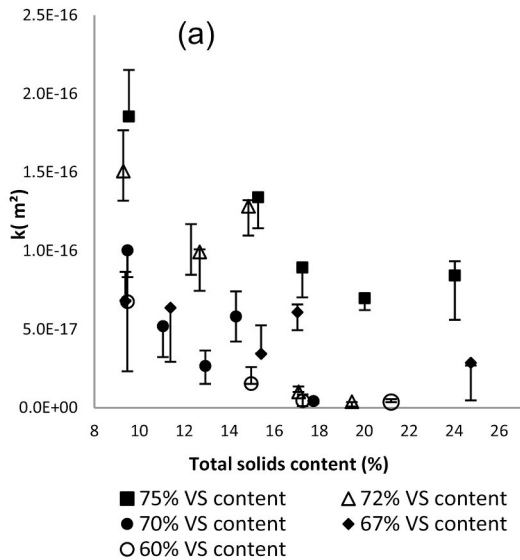 2.5E-16
(a)
2.0E-16
1.5E-16
k( m²)
1.0E-16
5.0E-17
0.0E+00
8 10 12 14 16 18 20 22 24 26
Total solids content (%)
75% VS content 72% VS content
70% VS content 67% VS content
60% VS content